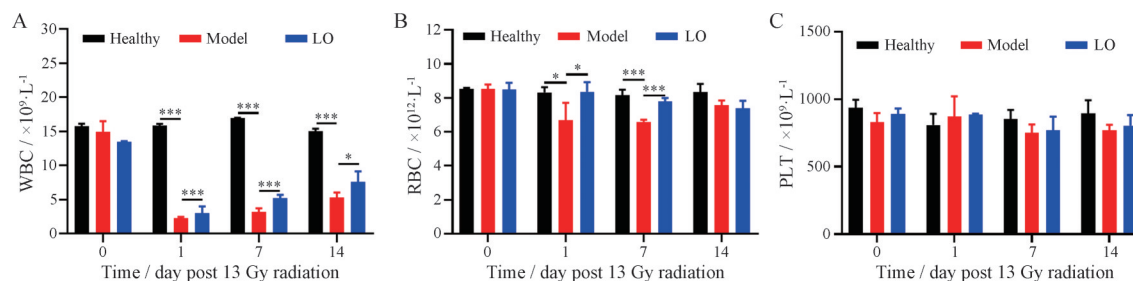 A
Healthy Model LO
WBC / ×10⁹·L⁻¹
30
25
20
15
10
5
0
*** *** ***
*** *** *
0 1 7 14
Time / day post 13 Gy radiation
B
Healthy Model LO
RBC / ×10¹²·L⁻¹
12
10
8
6
4
2
0
* * *** ***
0 1 7 14
Time / day post 13 Gy radiation
C
Healthy Model LO
PLT / ×10⁹·L⁻¹
1500
1000
500
0
0 1 7 14
Time / day post 13 Gy radiation